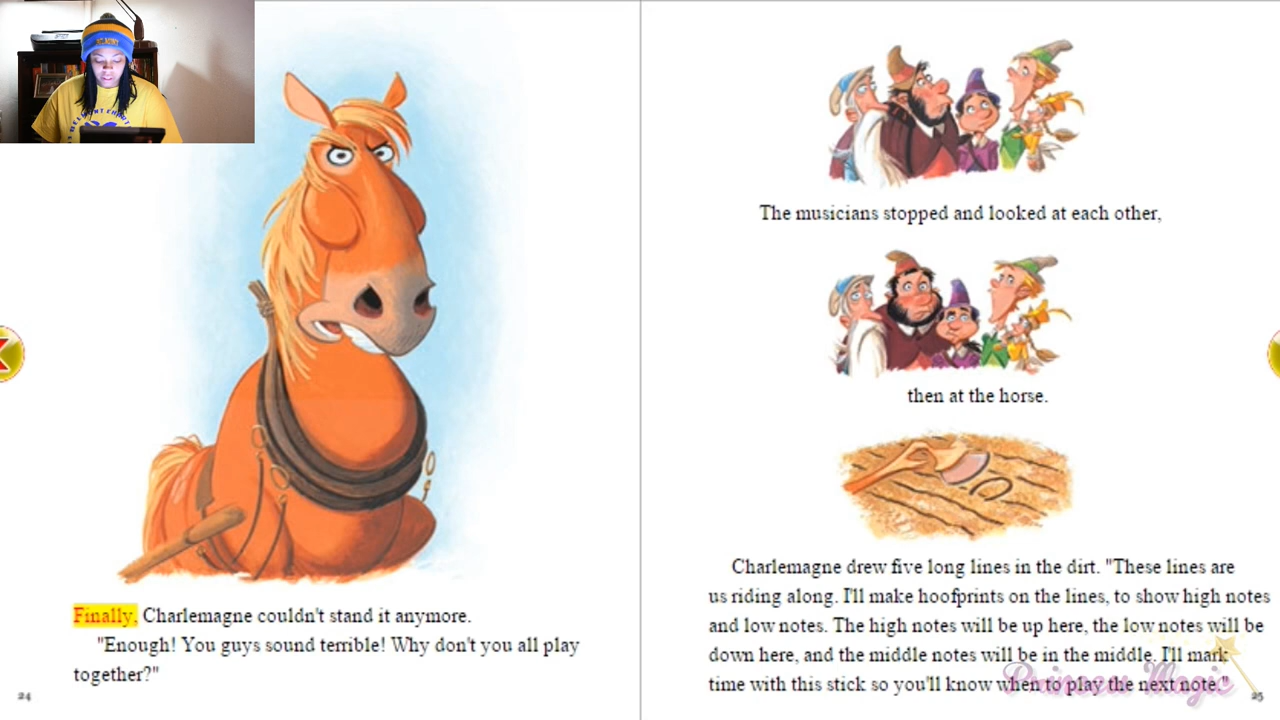 Finally, Charlemagne couldn't stand it anymore.
"Enough! You guys sound terrible! Why don't you all play
together?"
24
The musicians stopped and looked at each other,
then at the horse.
Charlemagne drew five long lines in the dirt. "These lines are
us riding along. I'll make hoofprints on the lines, to show high notes
and low notes. The high notes will be up here, the low notes will be
down here, and the middle notes will be in the middle. I'll mark
time with this stick so you'll know when to play the next note."
Princess Magic
25